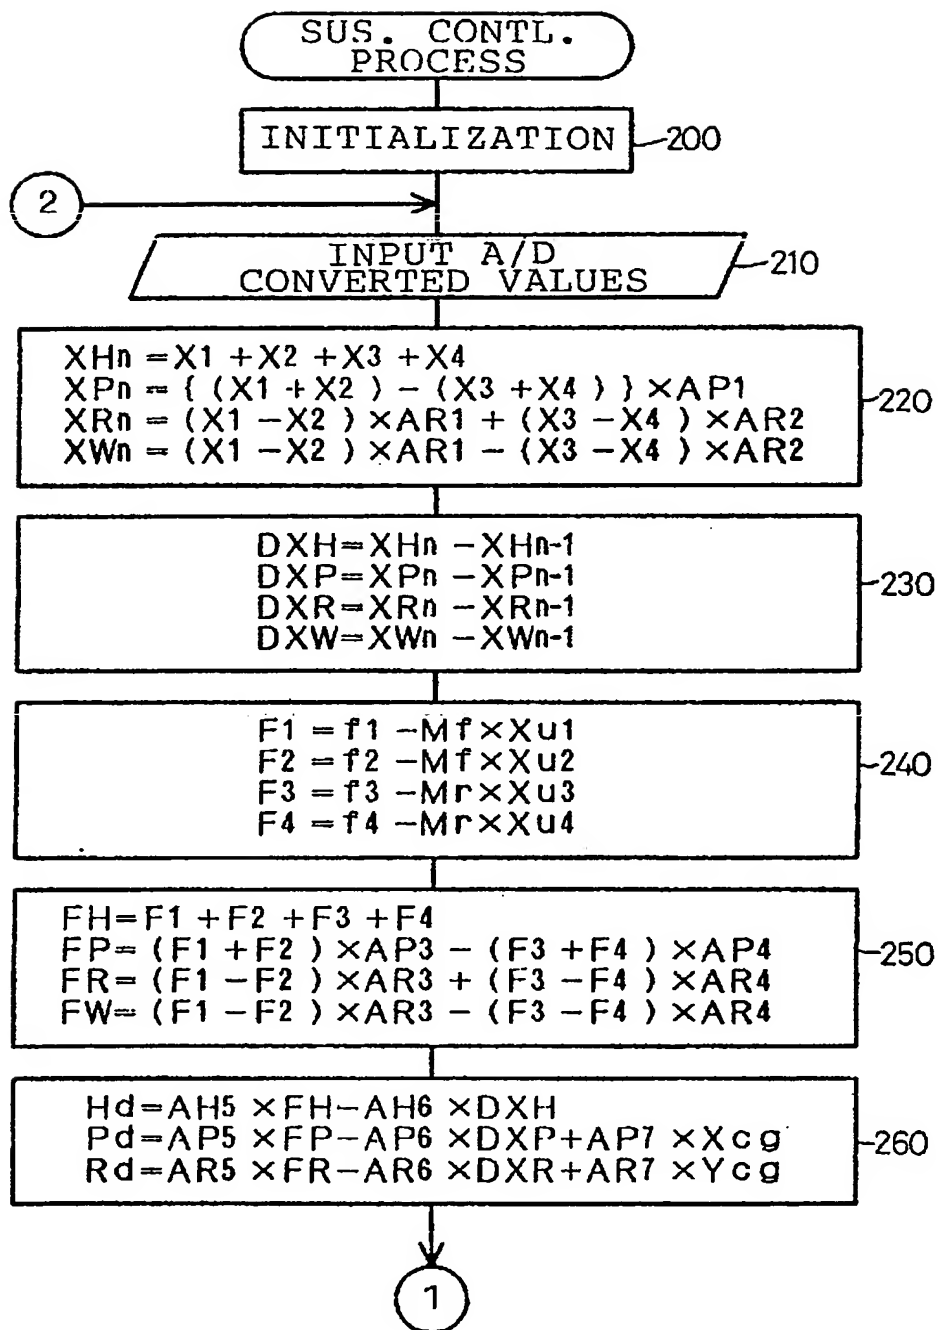 SUS. CONTL.
PROCESS
INITIALIZATION
200
2
INPUT A/D
CONVERTED VALUES
210
XHn = X1 + X2 + X3 + X4
XPn = { (X1 + X2 ) - (X3 + X4 ) } × AP1
XRn = (X1 - X2 ) × AR1 + (X3 - X4 ) × AR2
XWn = (X1 - X2 ) × AR1 - (X3 - X4 ) × AR2
220
DXH = XHn - XHn-1
DXP = XPn - XPn-1
DXR = XRn - XRn-1
DXW = XWn - XWn-1
230
F1 = f1 - Mf × Xu1
F2 = f2 - Mf × Xu2
F3 = f3 - Mr × Xu3
F4 = f4 - Mr × Xu4
240
FH = F1 + F2 + F3 + F4
FP = (F1 + F2 ) × AP3 - (F3 + F4 ) × AP4
FR = (F1 - F2 ) × AR3 + (F3 - F4 ) × AR4
FW = (F1 - F2 ) × AR3 - (F3 - F4 ) × AR4
250
Hd = AH5 × FH - AH6 × DXH
Pd = AP5 × FP - AP6 × DXP + AP7 × Xcg
Rd = AR5 × FR - AR6 × DXR + AR7 × Ycg
260
1